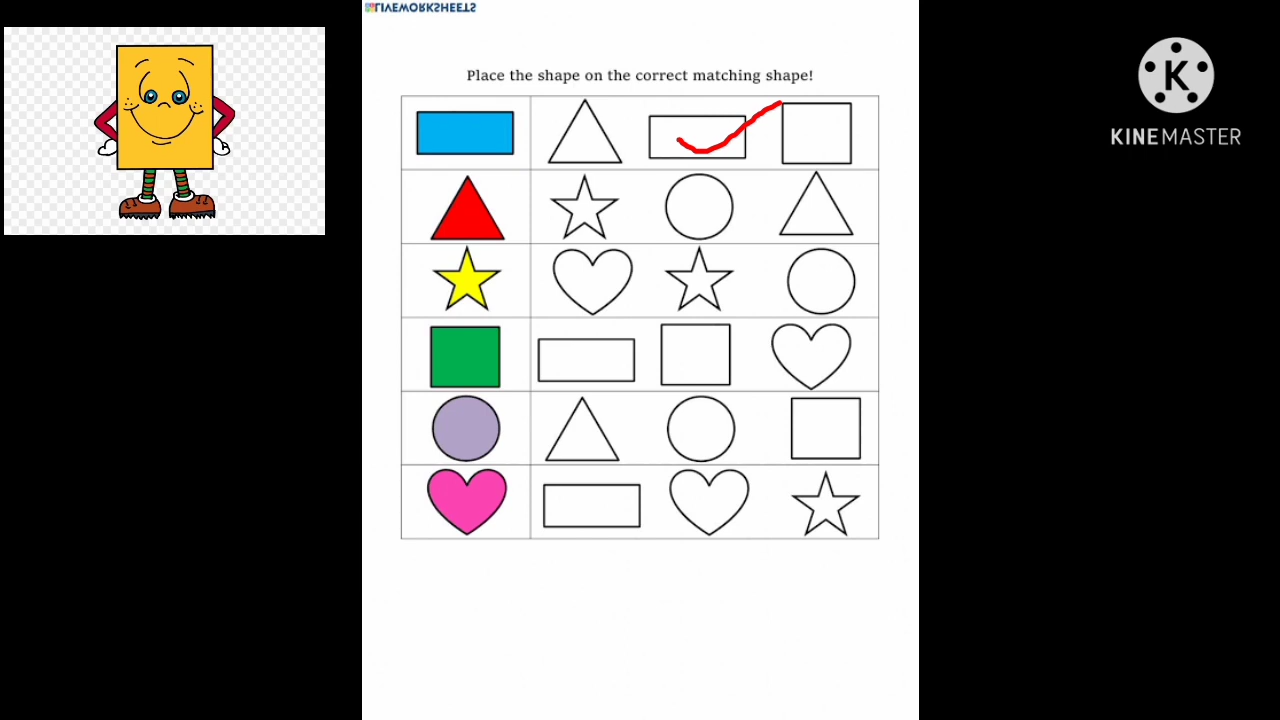 LIVEWORKSHEETS
Place the shape on the correct matching shape!
K
KINEMASTER